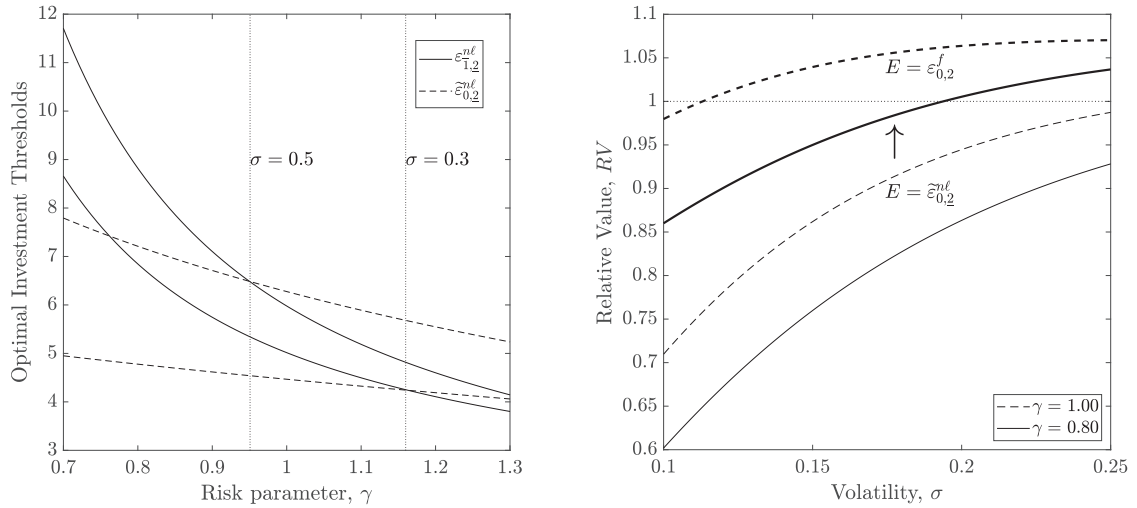 12
11
10
9
8
7
6
5
4
3
0.7 0.8 0.9 1 1.1 1.2 1.3
Optimal Investment Thresholds
Risk parameter, γ
ε^{nℓ}_{1̅,2̲}
ε̃^{nℓ}_{0,2̲}
σ = 0.5
σ = 0.3
1.1
1.05
1
0.95
0.9
0.85
0.8
0.75
0.7
0.65
0.6
0.1 0.15 0.2 0.25
Relative Value, RV
Volatility, σ
E = ε^{f}_{0,2}
E = ε̃^{nℓ}_{0,2̲}
γ = 1.00
γ = 0.80